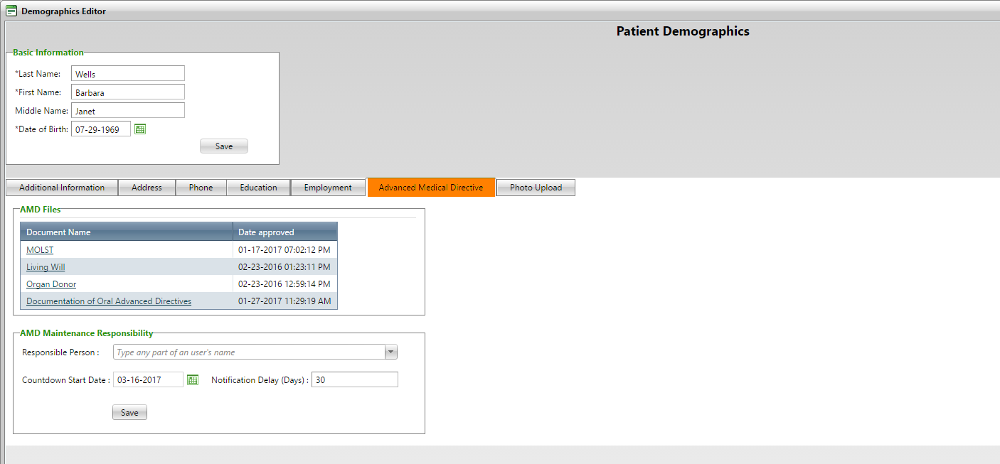 Demographics Editor
Patient Demographics
Basic Information
*Last Name: Wells
*First Name: Barbara
Middle Name: Janet
*Date of Birth: 07-29-1969
Save
Additional Information Address Phone Education Employment Advanced Medical Directive Photo Upload
AMD Files
Document Name Date approved
MOLST 01-17-2017 07:02:12 PM
Living Will 02-23-2016 01:23:11 PM
Organ Donor 02-23-2016 12:59:14 PM
Documentation of Oral Advanced Directives 01-27-2017 11:29:19 AM
AMD Maintenance Responsibility
Responsible Person : Type any part of an user's name
Countdown Start Date : 03-16-2017 Notification Delay (Days) : 30
Save